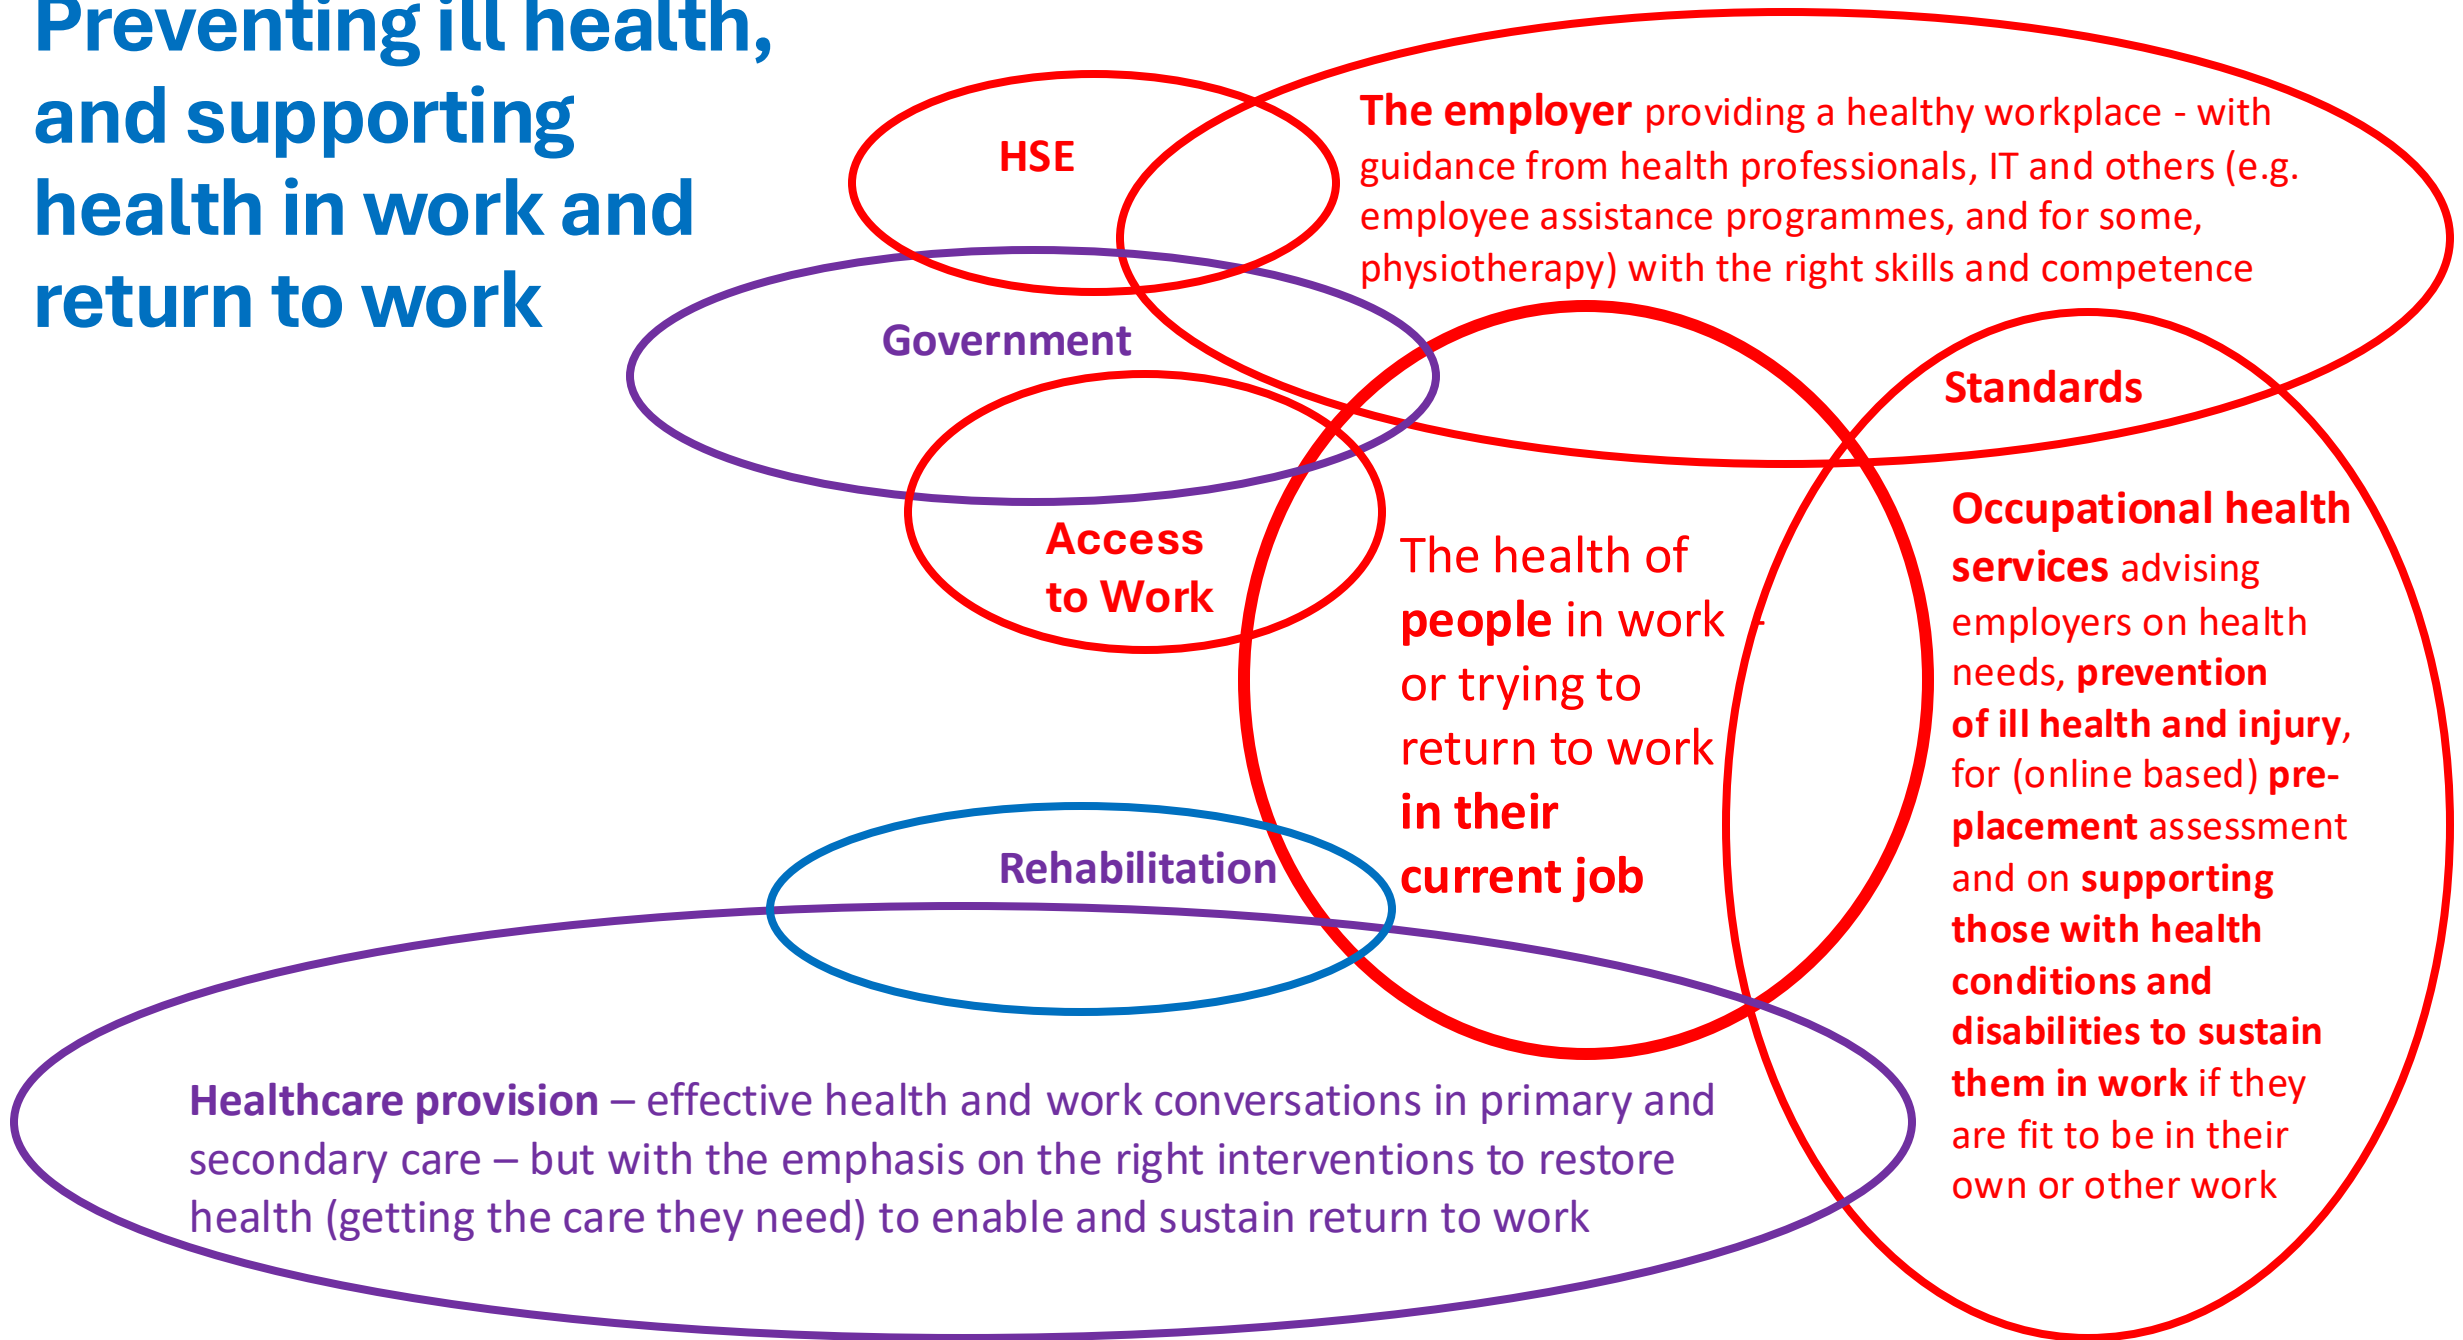 Preventing ill health,
and supporting
health in work and
return to work
HSE
The employer providing a healthy workplace - with
guidance from health professionals, IT and others (e.g.
employee assistance programmes, and for some,
physiotherapy) with the right skills and competence
Government
Standards
Access
to Work
The health of
people in work -
or trying to
return to work
in their
current job
Occupational health
services advising
employers on health
needs, prevention
of ill health and injury,
for (online based) pre-
placement assessment
and on supporting
those with health
conditions and
disabilities to sustain
them in work if they
are fit to be in their
own or other work
Rehabilitation
Healthcare provision – effective health and work conversations in primary and
secondary care – but with the emphasis on the right interventions to restore
health (getting the care they need) to enable and sustain return to work